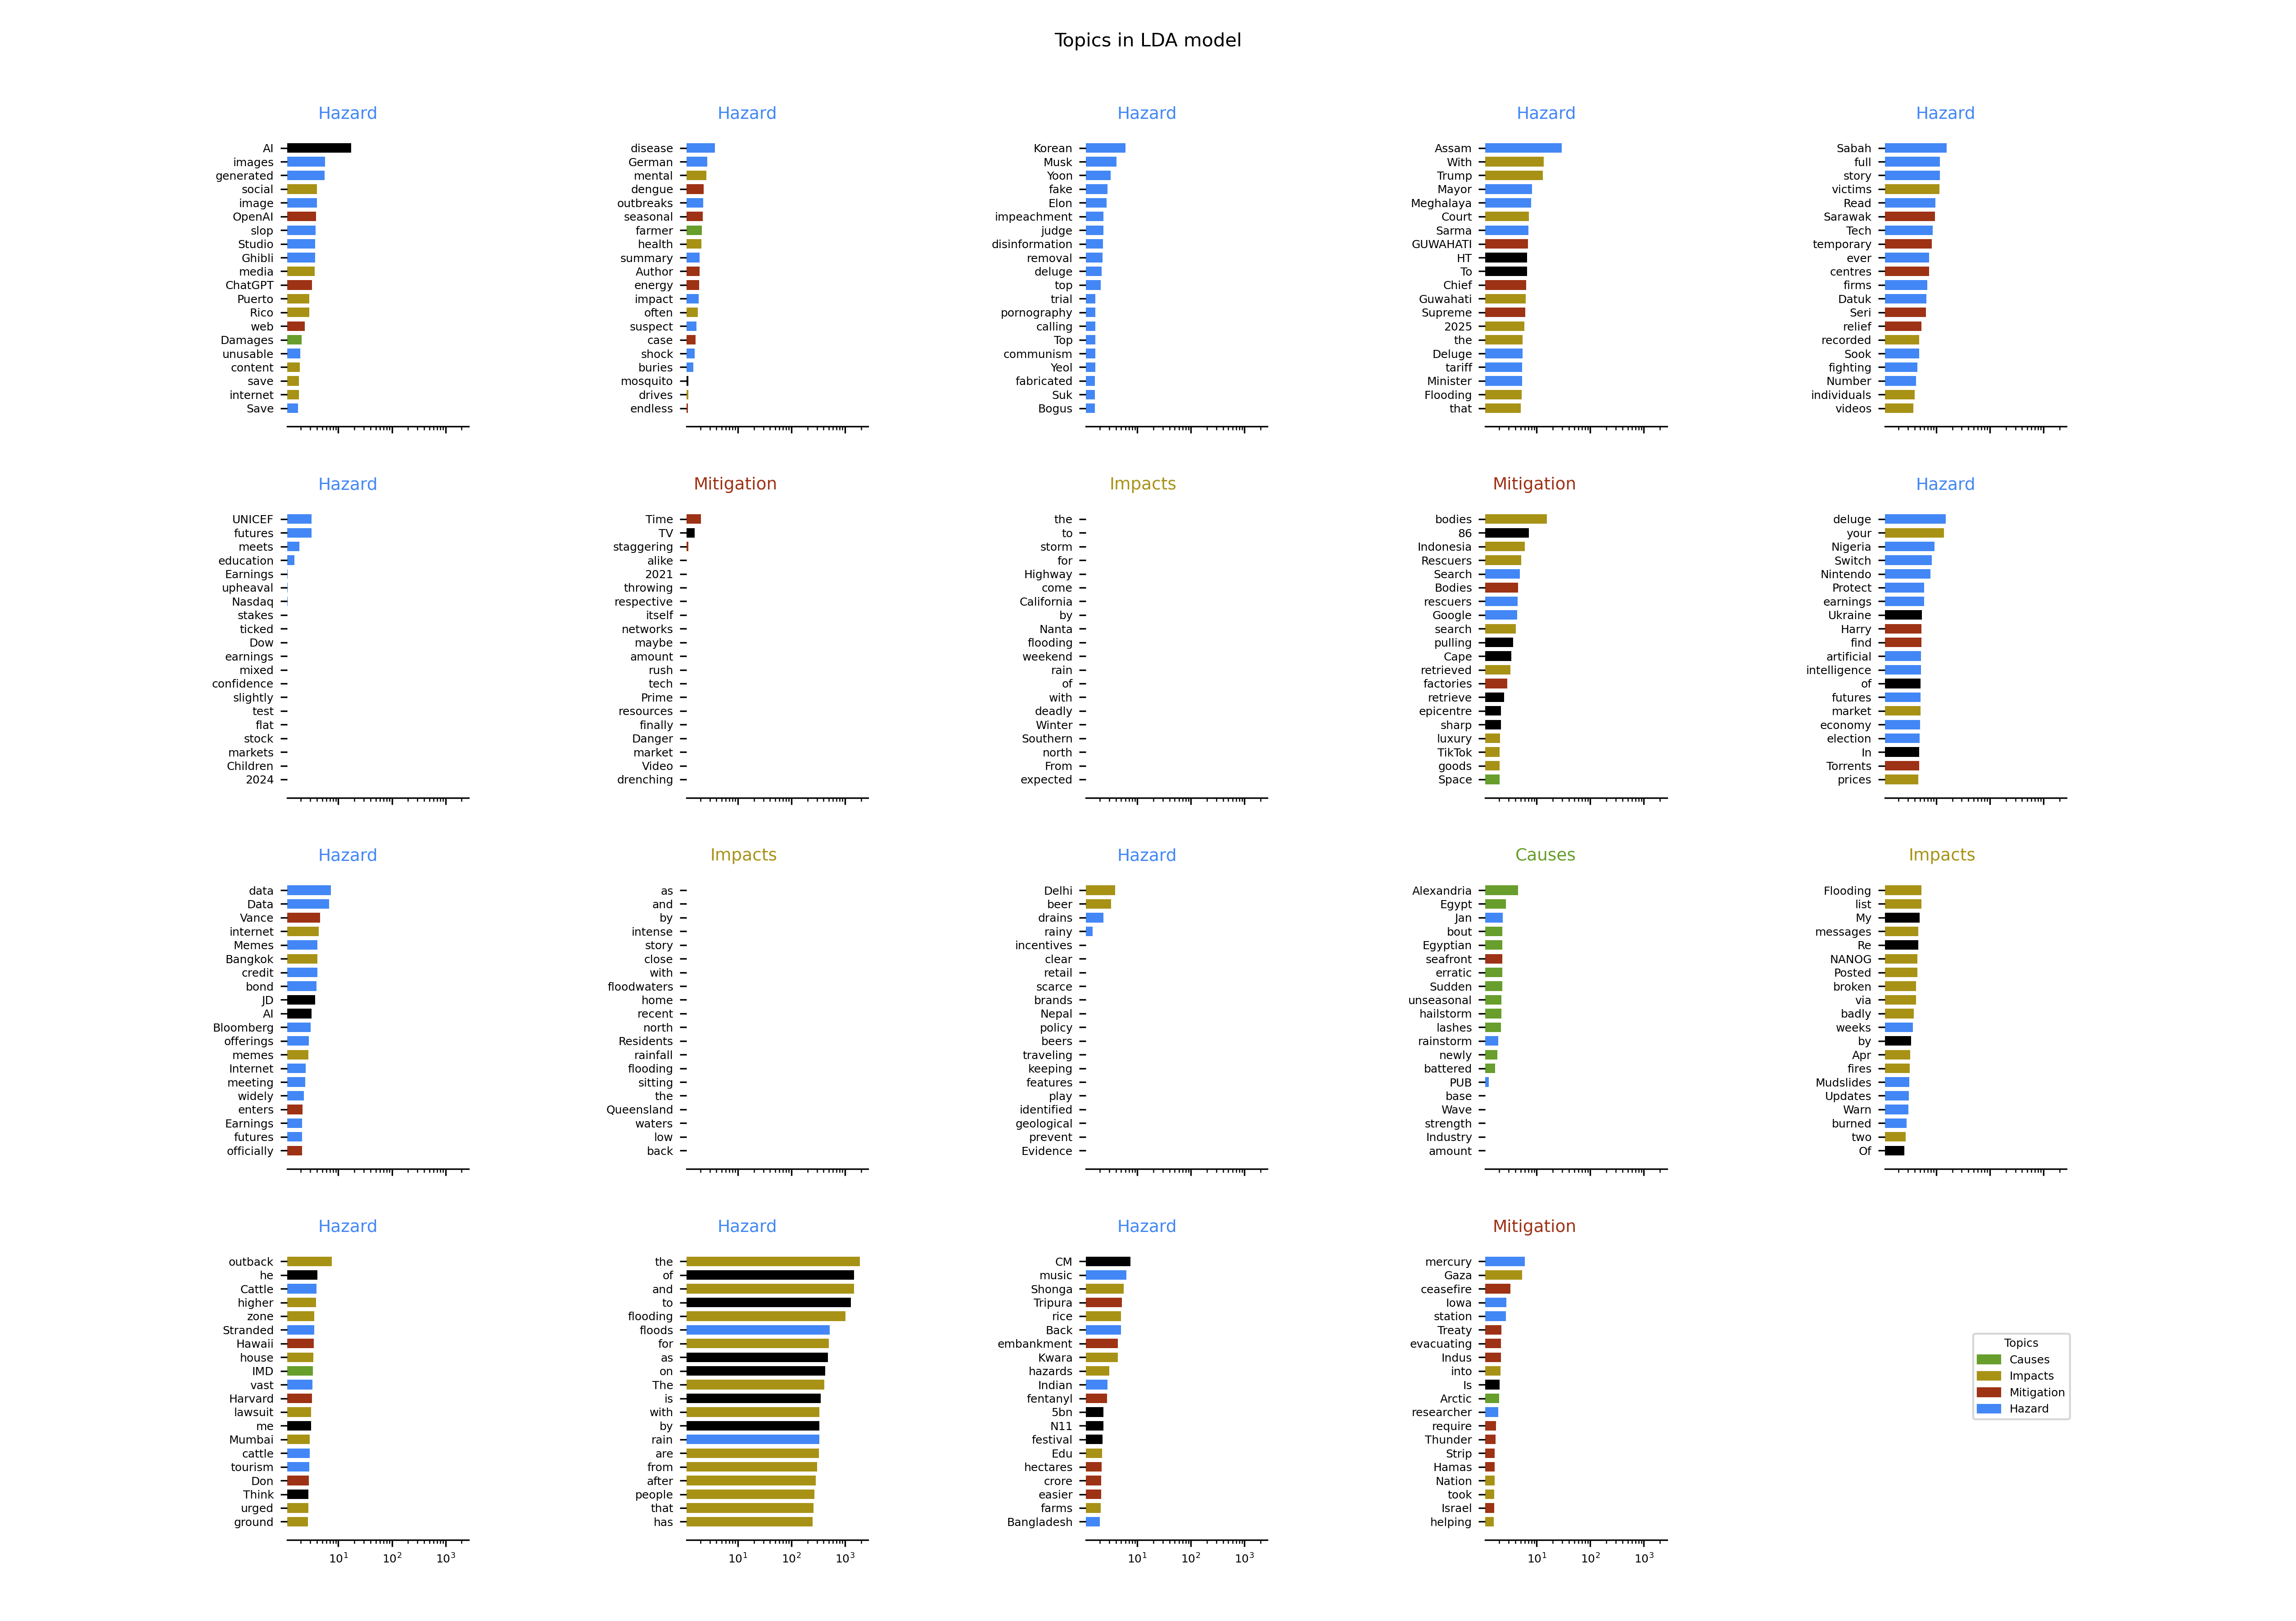 Topics in LDA model
Hazard
AI
images
generated
social
image
OpenAI
slop
Studio
Ghibli
media
ChatGPT
Puerto
Rico
web
Damages
unusable
content
save
internet
Save
Hazard
disease
German
mental
dengue
outbreaks
seasonal
farmer
health
summary
Author
energy
impact
often
suspect
case
shock
buries
mosquito
drives
endless
Hazard
Korean
Musk
Yoon
fake
Elon
impeachment
judge
disinformation
removal
deluge
top
trial
pornography
calling
Top
communism
Yeol
fabricated
Suk
Bogus
Hazard
Assam
With
Trump
Mayor
Meghalaya
Court
Sarma
GUWAHATI
HT
To
Chief
Guwahati
Supreme
2025
the
Deluge
tariff
Minister
Flooding
that
Hazard
Sabah
full
story
victims
Read
Sarawak
Tech
temporary
ever
centres
firms
Datuk
Seri
relief
recorded
Sook
fighting
Number
individuals
videos
Hazard
UNICEF
futures
meets
education
Earnings
upheaval
Nasdaq
stakes
ticked
Dow
earnings
mixed
confidence
slightly
test
flat
stock
markets
Children
2024
Mitigation
Time
TV
staggering
alike
2021
throwing
respective
itself
networks
maybe
amount
rush
tech
Prime
resources
finally
Danger
market
Video
drenching
Impacts
the
to
storm
for
Highway
come
California
by
Nanta
flooding
weekend
rain
of
with
deadly
Winter
Southern
north
From
expected
Mitigation
bodies
86
Indonesia
Rescuers
Search
Bodies
rescuers
Google
search
pulling
Cape
retrieved
factories
retrieve
epicentre
sharp
luxury
TikTok
goods
Space
Hazard
deluge
your
Nigeria
Switch
Nintendo
Protect
earnings
Ukraine
Harry
find
artificial
intelligence
of
futures
market
economy
election
In
Torrents
prices
Hazard
data
Data
Vance
internet
Memes
Bangkok
credit
bond
JD
AI
Bloomberg
offerings
memes
Internet
meeting
widely
enters
Earnings
futures
officially
Impacts
as
and
by
intense
story
close
with
floodwaters
home
recent
north
Residents
rainfall
flooding
sitting
the
Queensland
waters
low
back
Hazard
Delhi
beer
drains
rainy
incentives
clear
retail
scarce
brands
Nepal
policy
beers
traveling
keeping
features
play
identified
geological
prevent
Evidence
Causes
Alexandria
Egypt
Jan
bout
Egyptian
seafront
erratic
Sudden
unseasonal
hailstorm
lashes
rainstorm
newly
battered
PUB
base
Wave
strength
Industry
amount
Impacts
Flooding
list
My
messages
Re
NANOG
Posted
broken
via
badly
weeks
by
Apr
fires
Mudslides
Updates
Warn
burned
two
Of
Hazard
outback
he
Cattle
higher
zone
Stranded
Hawaii
house
IMD
vast
Harvard
lawsuit
me
Mumbai
cattle
tourism
Don
Think
urged
ground
10¹ 10² 10³
Hazard
the
of
and
to
flooding
floods
for
as
on
The
is
with
by
rain
are
from
after
people
that
has
10¹ 10² 10³
Hazard
CM
music
Shonga
Tripura
rice
Back
embankment
Kwara
hazards
Indian
fentanyl
5bn
N11
festival
Edu
hectares
crore
easier
farms
Bangladesh
10¹ 10² 10³
Mitigation
mercury
Gaza
ceasefire
Iowa
station
Treaty
evacuating
Indus
into
Is
Arctic
researcher
require
Thunder
Strip
Hamas
Nation
took
Israel
helping
10¹ 10² 10³
Topics
Causes
Impacts
Mitigation
Hazard